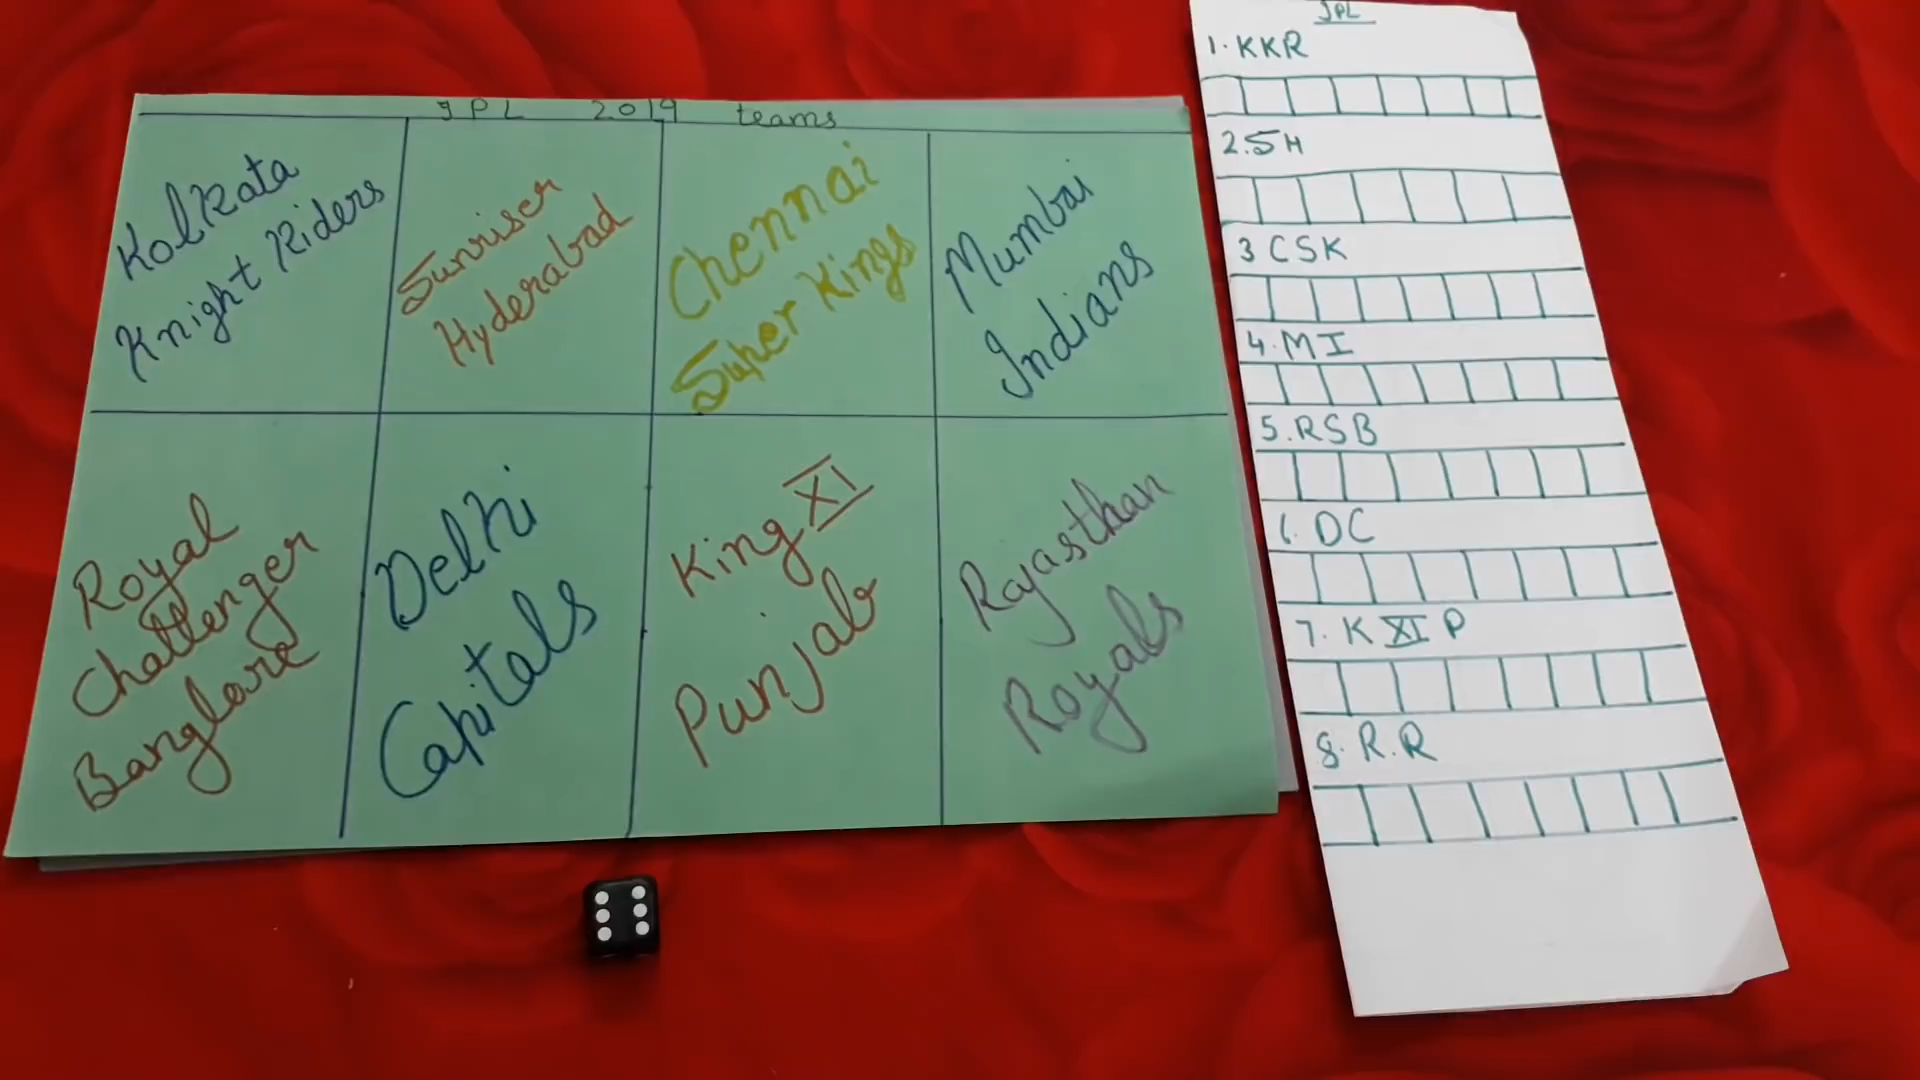 IPL 2019 teams
Kolkata
Knight Riders
Sunriser
Hyderabad
Chennai
Super Kings
Mumbai
Indians
Royal
Challenger
Banglore
Delhi
Capitals
King XI
Punjab
Rajasthan
Royals
IPL
1. KKR
2. SH
3 CSK
4. MI
5. RSB
6. DC
7. K XI P
8. R.R